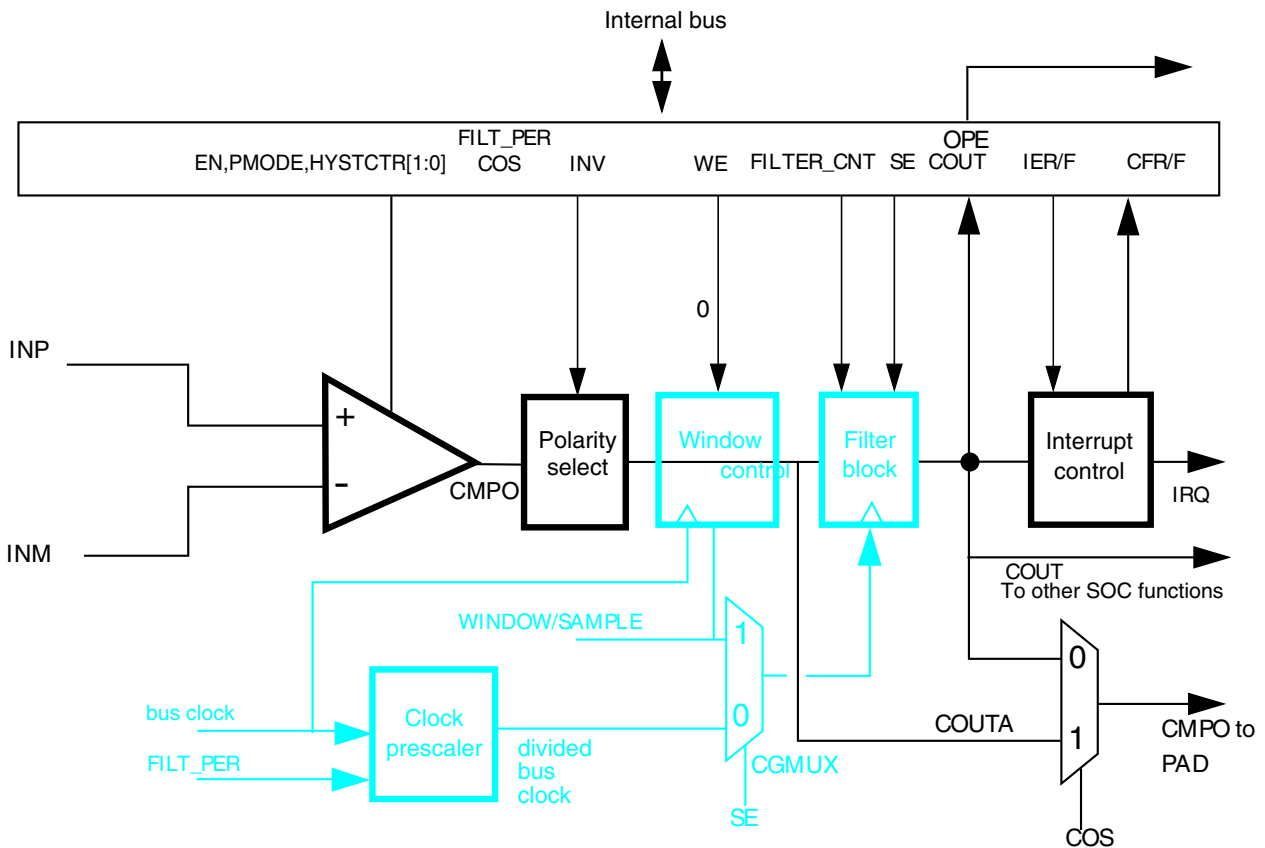 Internal bus
FILT_PER
OPE
EN,PMODE,HYSTCTR[1:0]
COS
INV
WE
FILTER_CNT
SE
COUT
IER/F
CFR/F
0
INP
+
-
INM
CMPO
Polarity
select
Window
control
Filter
block
Interrupt
control
IRQ
COUT
To other SOC functions
WINDOW/SAMPLE
1
0
CGMUX
SE
bus clock
FILT_PER
Clock
prescaler
divided
bus
clock
COUTA
0
1
COS
CMPO to
PAD